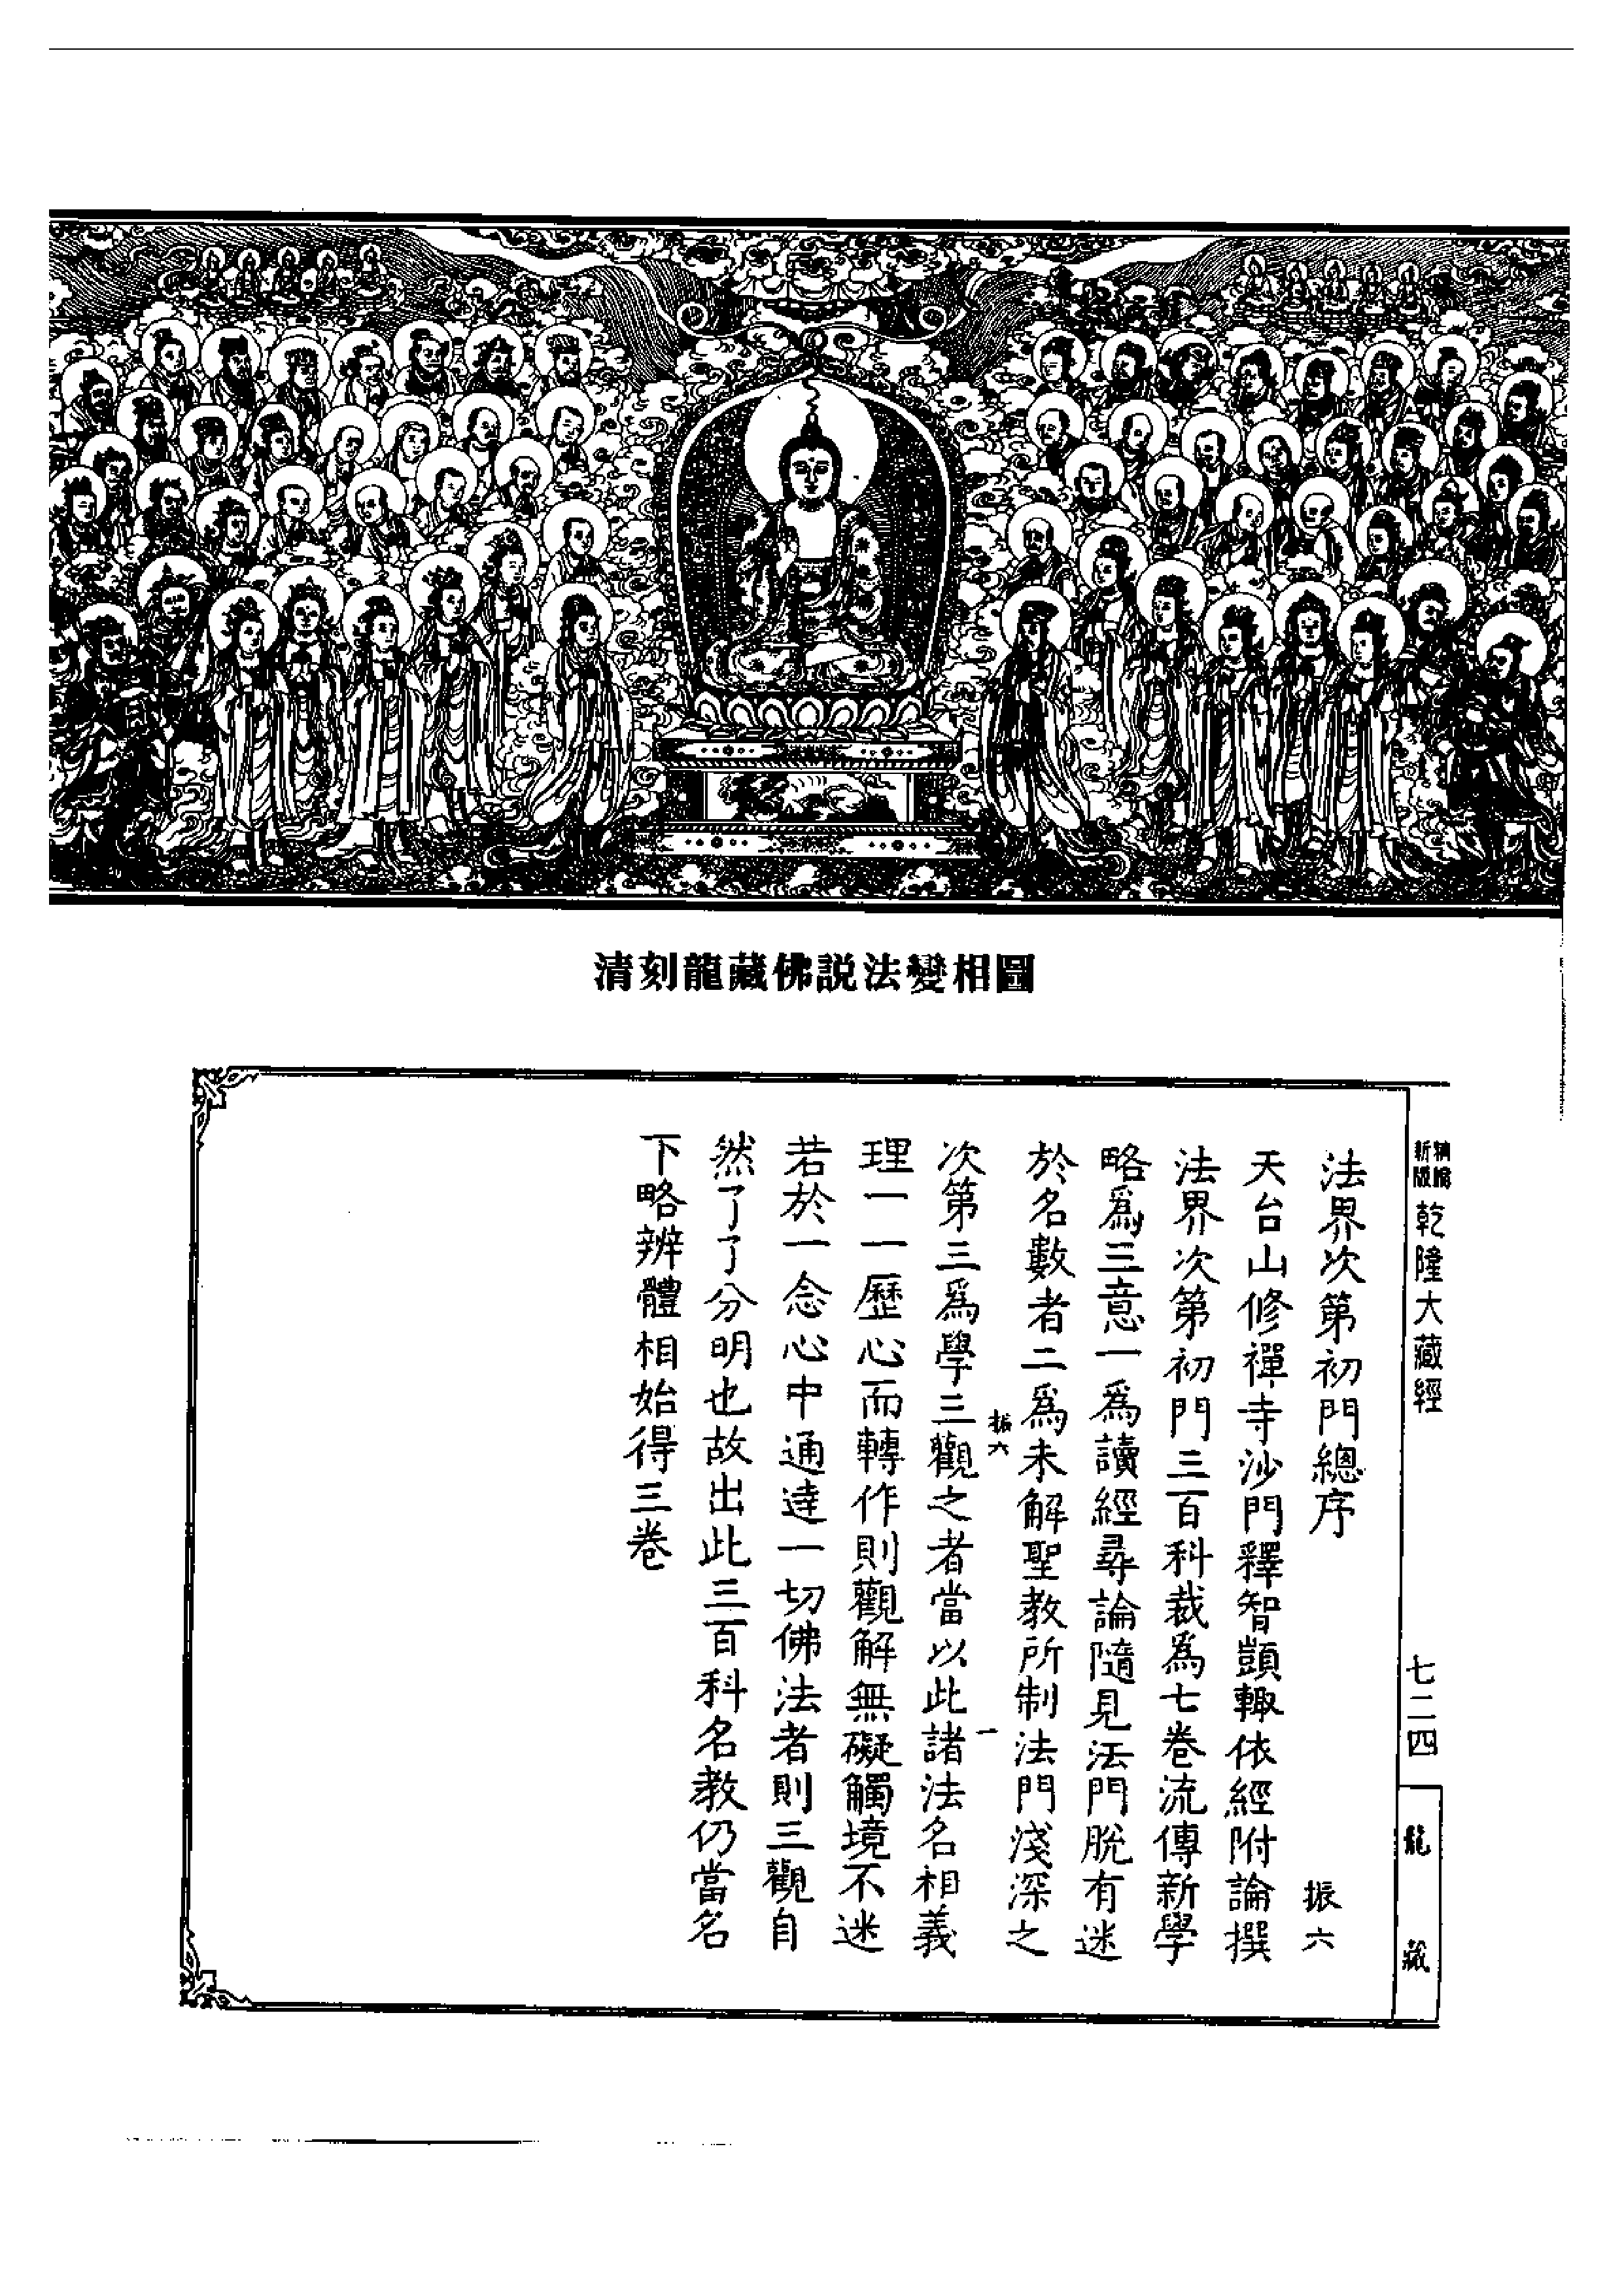 清刻龍藏佛説法變相圖
精縮
新版
乾隆大藏經
七二四
龍藏
法界次第初門總序
振六
天台山修禪寺沙門釋智顗輙依經附論撰
法界次第初門三百科裁爲七卷流傳新學
略爲三意一爲讀經尋論隨見法門脫有迷
於名數者二爲未解聖教所制法門淺深之
振六
一
次第三爲學三觀之者當以此諸法名相義
理一一歷心而轉作則觀解無礙觸境不迷
若於一念心中通達一切佛法者則三觀自
然了了分明也故出此三百科名教仍當名
下略辨體相始得三卷